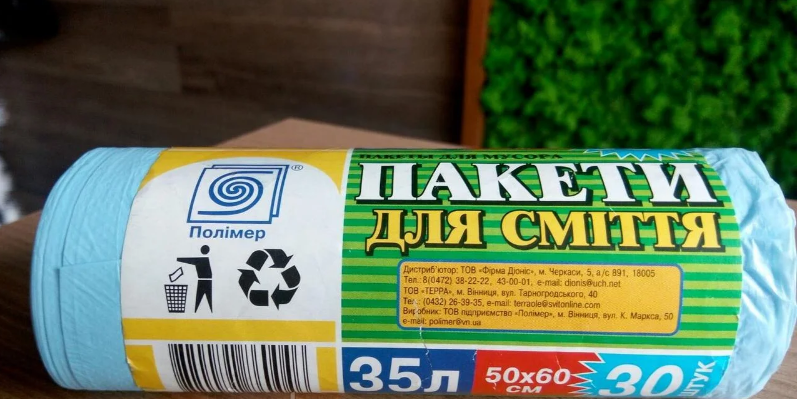 ПАКЕТЫ ДЛЯ МУСОРА
ПАКЕТИ
ДЛЯ СМІТТЯ
®
Полімер
Дистриб'ютор: ТОВ «Фірма Діоніс», м. Черкаси, 5, а/с 891, 18005
Тел.: 8(0472) 38-22-22, 43-00-01, e-mail: dionis@uch.net
ТОВ «ТЕРРА», м. Вінниця, вул. Тарногродського, 40
Тел.: (0432) 26-39-35, e-mail: terraole@svitonline.com
Виробник: ТОВ підприємство «Полімер», м. Вінниця, вул. К. Маркса, 50
e-mail: polimer@vn.ua
35л
50х60
см
30
ШТУК